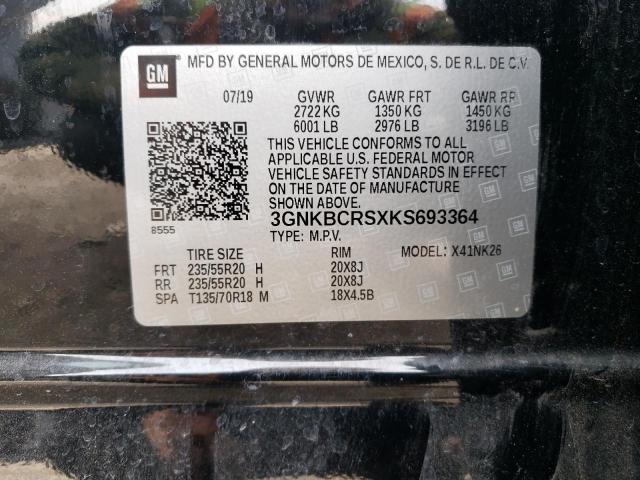 GM MFD BY GENERAL MOTORS DE MEXICO, S. DE R.L. DE C.V.
07/19 GVWR GAWR FRT GAWR RR
2722 KG 1350 KG 1450 KG
6001 LB 2976 LB 3196 LB
THIS VEHICLE CONFORMS TO ALL
APPLICABLE U.S. FEDERAL MOTOR
VEHICLE SAFETY STANDARDS IN EFFECT
ON THE DATE OF MANUFACTURE
SHOWN ABOVE.
3GNKBCRSXKS693364
8555
TYPE: M.P.V. MODEL: X41NK26
TIRE SIZE RIM
FRT 235/55R20 H 20X8J
RR 235/55R20 H 20X8J
SPA T135/70R18 M 18X4.5B